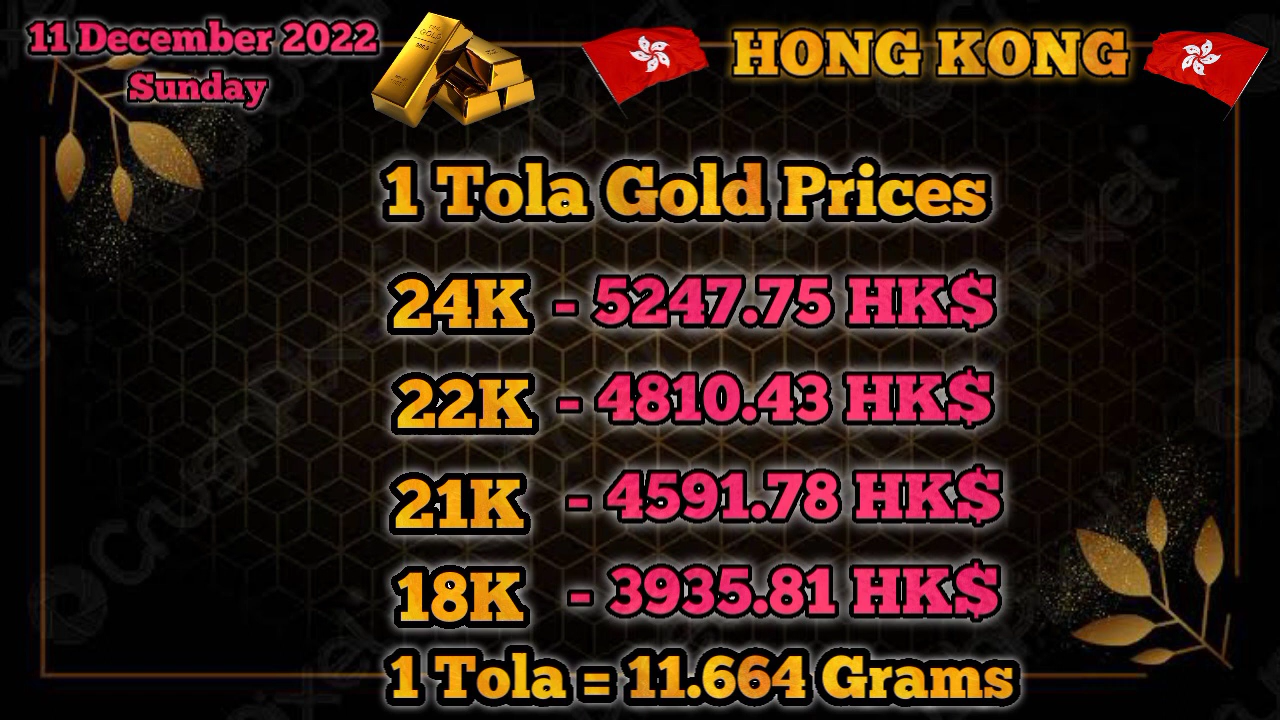 11 December 2022
Sunday
HONG KONG
1 Tola Gold Prices
24K - 5247.75 HK$
22K - 4810.43 HK$
21K - 4591.78 HK$
18K - 3935.81 HK$
1 Tola = 11.664 Grams